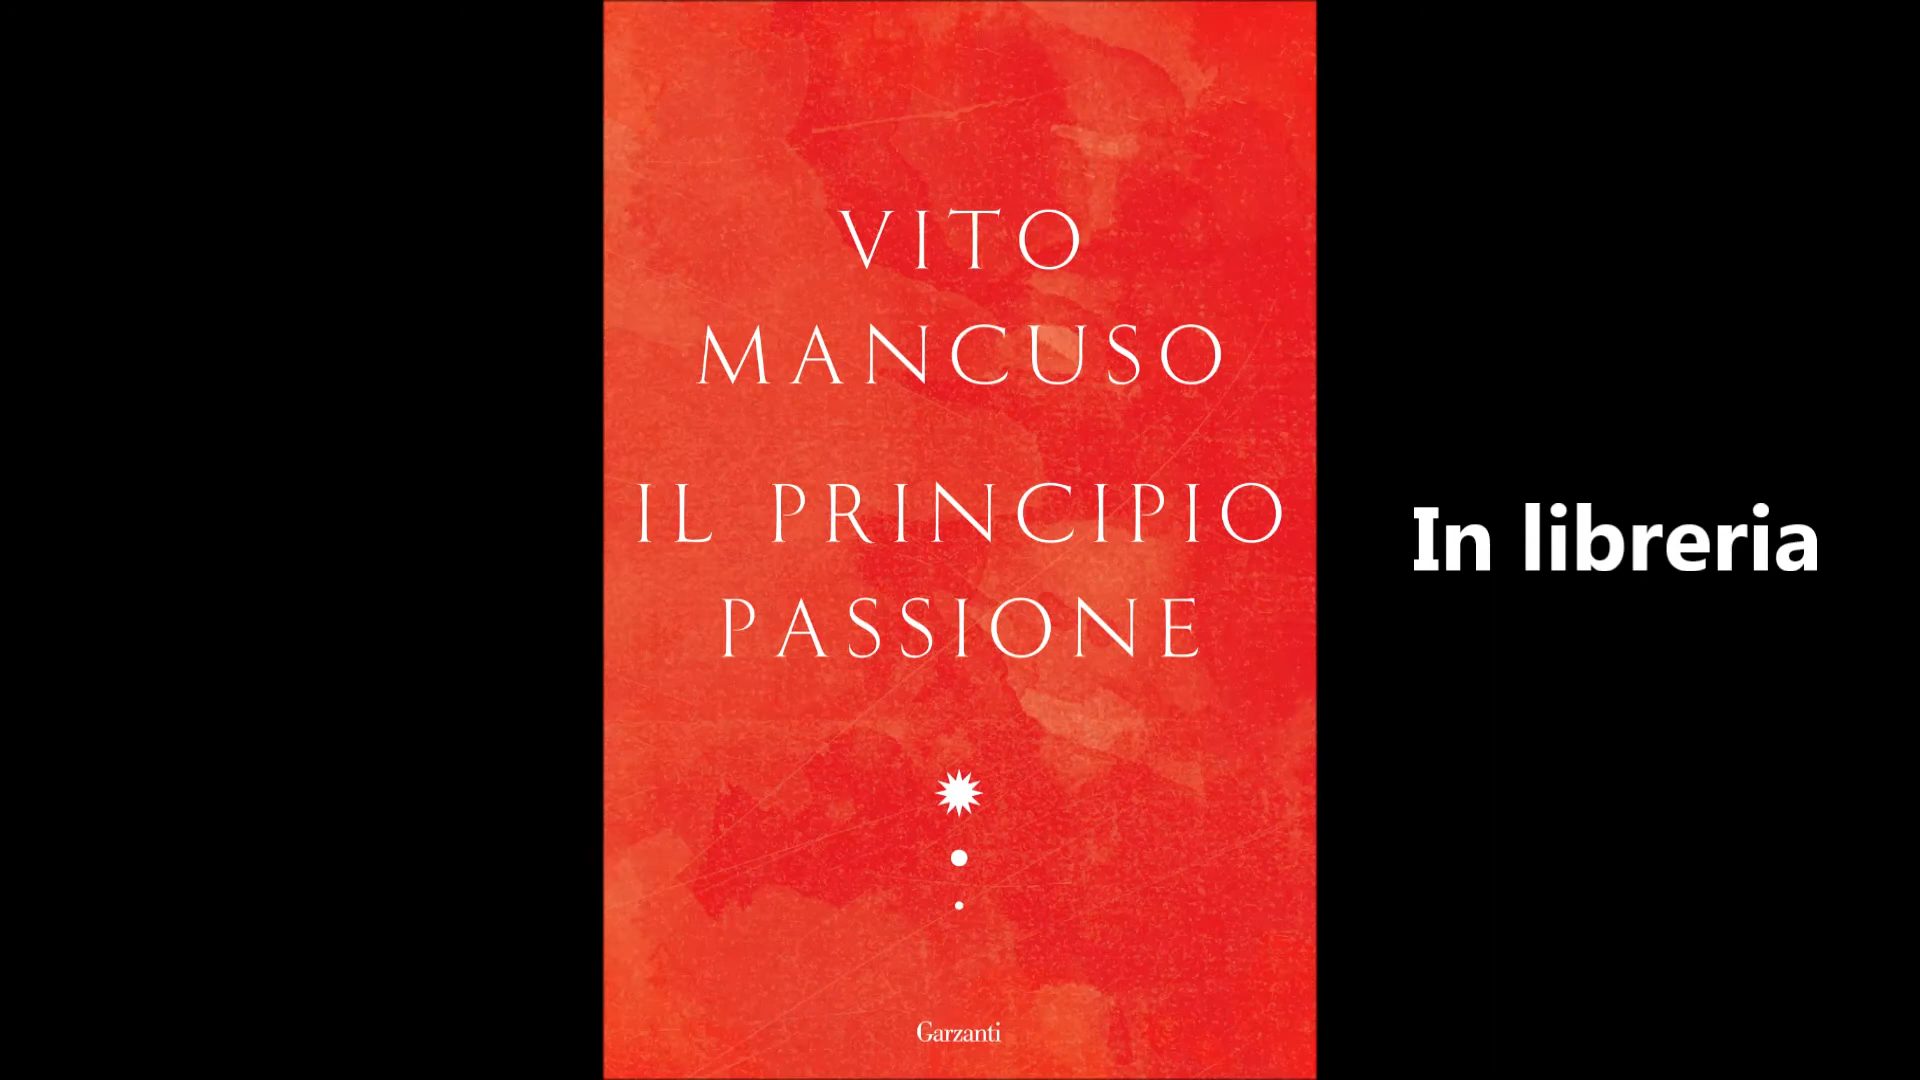 VITO
MANCUSO
IL PRINCIPIO
PASSIONE
Garzanti
In libreria